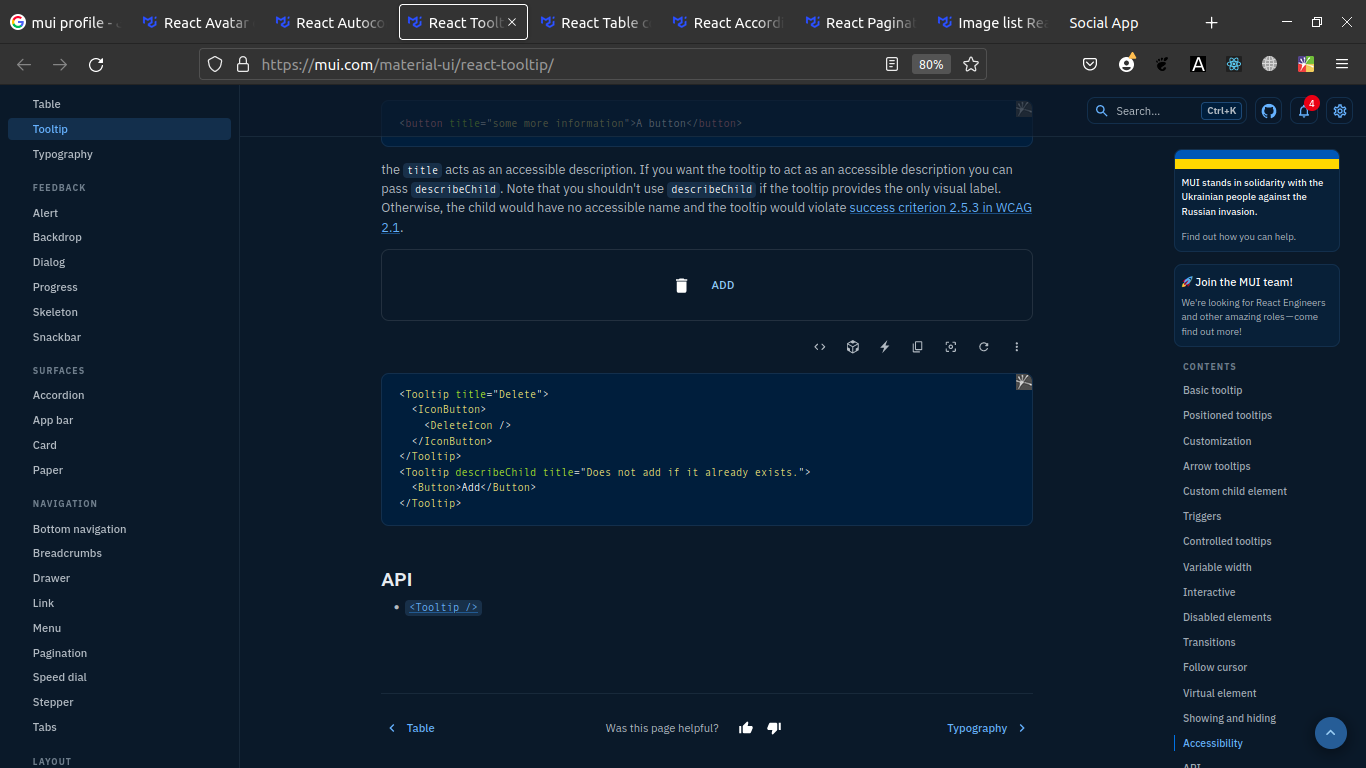 mui profile -
React Avatar
React Autoco
React Toolt
React Table c
React Accord
React Pagina
Image list Re
Social App
https://mui.com/material-ui/react-tooltip/
80%
Table
Tooltip
Typography
FEEDBACK
Alert
Backdrop
Dialog
Progress
Skeleton
Snackbar
SURFACES
Accordion
App bar
Card
Paper
NAVIGATION
Bottom navigation
Breadcrumbs
Drawer
Link
Menu
Pagination
Speed dial
Stepper
Tabs
LAYOUT
<button title="some more information">A button</button>
the title acts as an accessible description. If you want the tooltip to act as an accessible description you can
pass describeChild. Note that you shouldn't use describeChild if the tooltip provides the only visual label.
Otherwise, the child would have no accessible name and the tooltip would violate success criterion 2.5.3 in WCAG
2.1.
ADD
<Tooltip title="Delete">
  <IconButton>
    <DeleteIcon />
  </IconButton>
</Tooltip>
<Tooltip describeChild title="Does not add if it already exists.">
  <Button>Add</Button>
</Tooltip>
API
• <Tooltip />
Table
Was this page helpful?
Typography
Search...
Ctrl+K
4
MUI stands in solidarity with the
Ukrainian people against the
Russian invasion.
Find out how you can help.
🚀 Join the MUI team!
We're looking for React Engineers
and other amazing roles—come
find out more!
CONTENTS
Basic tooltip
Positioned tooltips
Customization
Arrow tooltips
Custom child element
Triggers
Controlled tooltips
Variable width
Interactive
Disabled elements
Transitions
Follow cursor
Virtual element
Showing and hiding
Accessibility
API